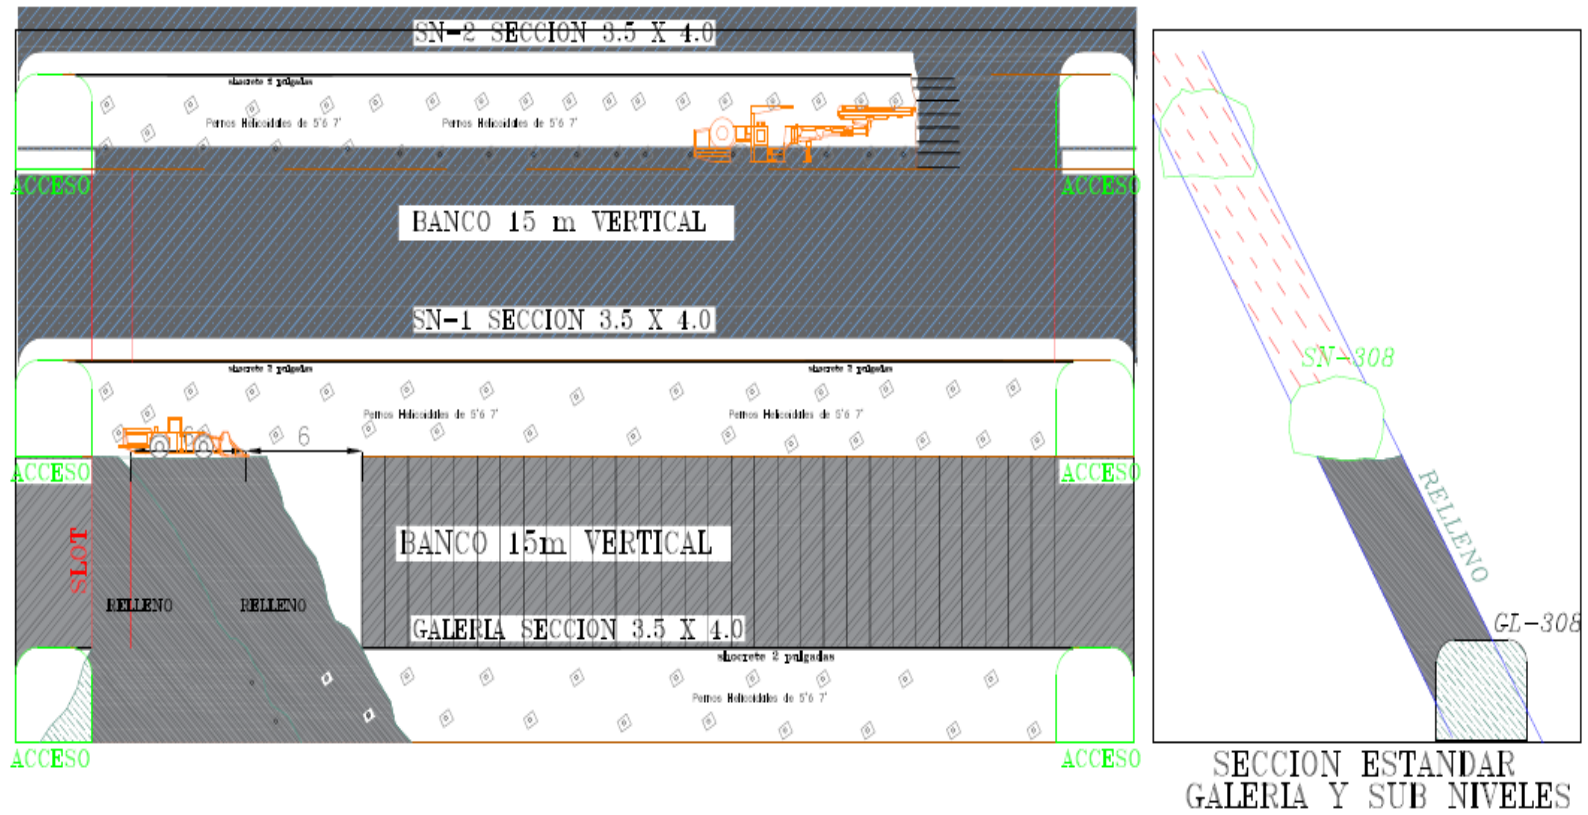 SN-2 SECCION 3.5 X 4.0
shocrete 2 pulgadas
Pernos Helicoidales de 5'6 7'
Pernos Helicoidales de 5'6 7'
ACCESO
ACCESO
BANCO 15 m VERTICAL
SN-1 SECCION 3.5 X 4.0
shocrete 2 pulgadas
shocrete 2 pulgadas
Pernos Helicoidales de 5'6 7'
Pernos Helicoidales de 5'6 7'
6
6
ACCESO
ACCESO
SLOT
BANCO 15m VERTICAL
RELLENO
RELLENO
GALERIA SECCION 3.5 X 4.0
shocrete 2 pulgadas
Pernos Helicoidales de 5'6 7'
ACCESO
ACCESO
SN-308
RELLENO
GL-308
SECCION ESTANDAR
GALERIA Y SUB NIVELES